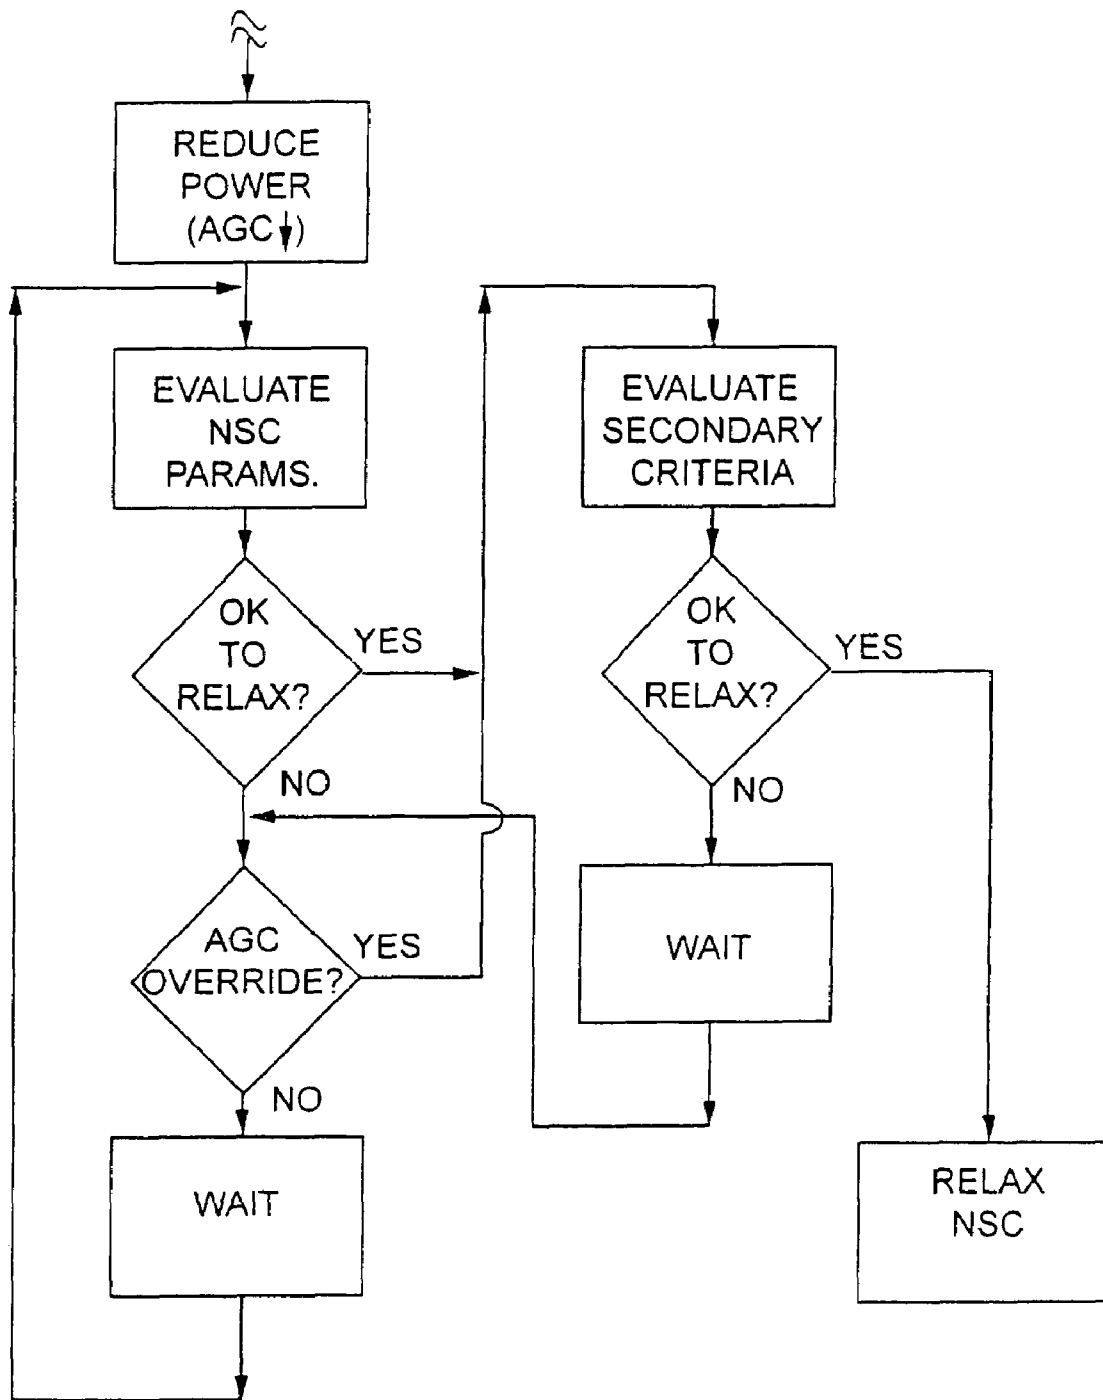 REDUCE
POWER
(AGC↓)
EVALUATE
NSC
PARAMS.
OK
TO
RELAX?
YES
NO
AGC
OVERRIDE?
YES
NO
WAIT
EVALUATE
SECONDARY
CRITERIA
OK
TO
RELAX?
YES
NO
WAIT
RELAX
NSC